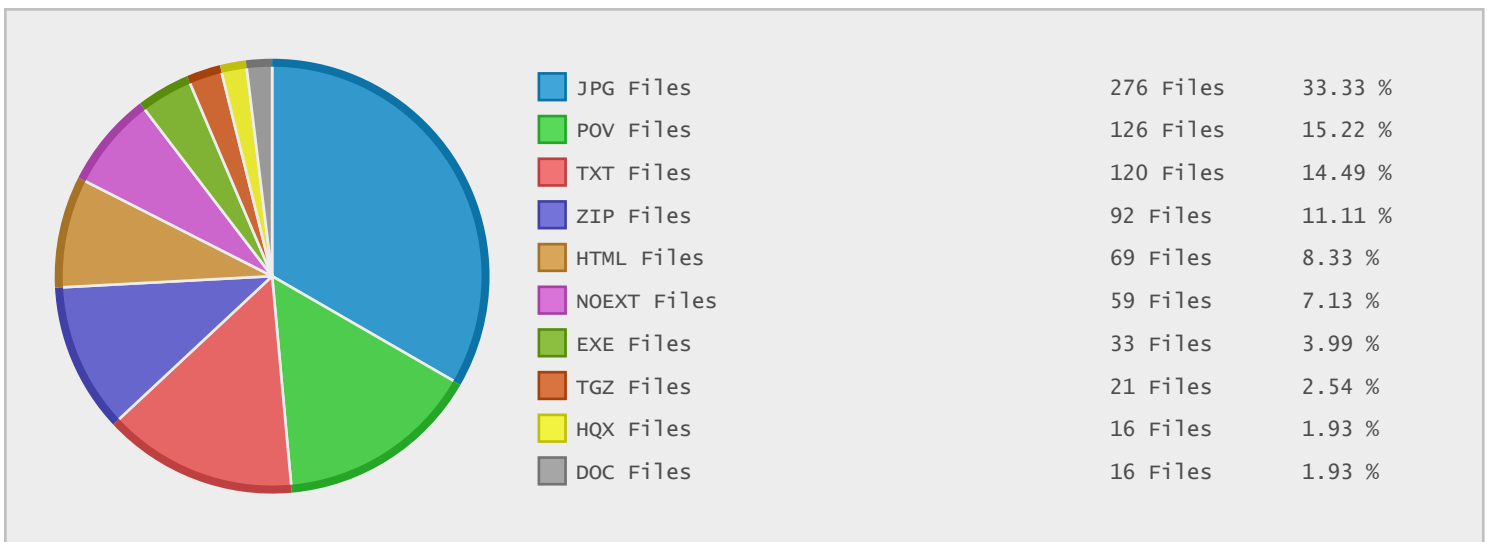 JPG Files 276 Files 33.33 %
POV Files 126 Files 15.22 %
TXT Files 120 Files 14.49 %
ZIP Files 92 Files 11.11 %
HTML Files 69 Files 8.33 %
NOEXT Files 59 Files 7.13 %
EXE Files 33 Files 3.99 %
TGZ Files 21 Files 2.54 %
HQX Files 16 Files 1.93 %
DOC Files 16 Files 1.93 %